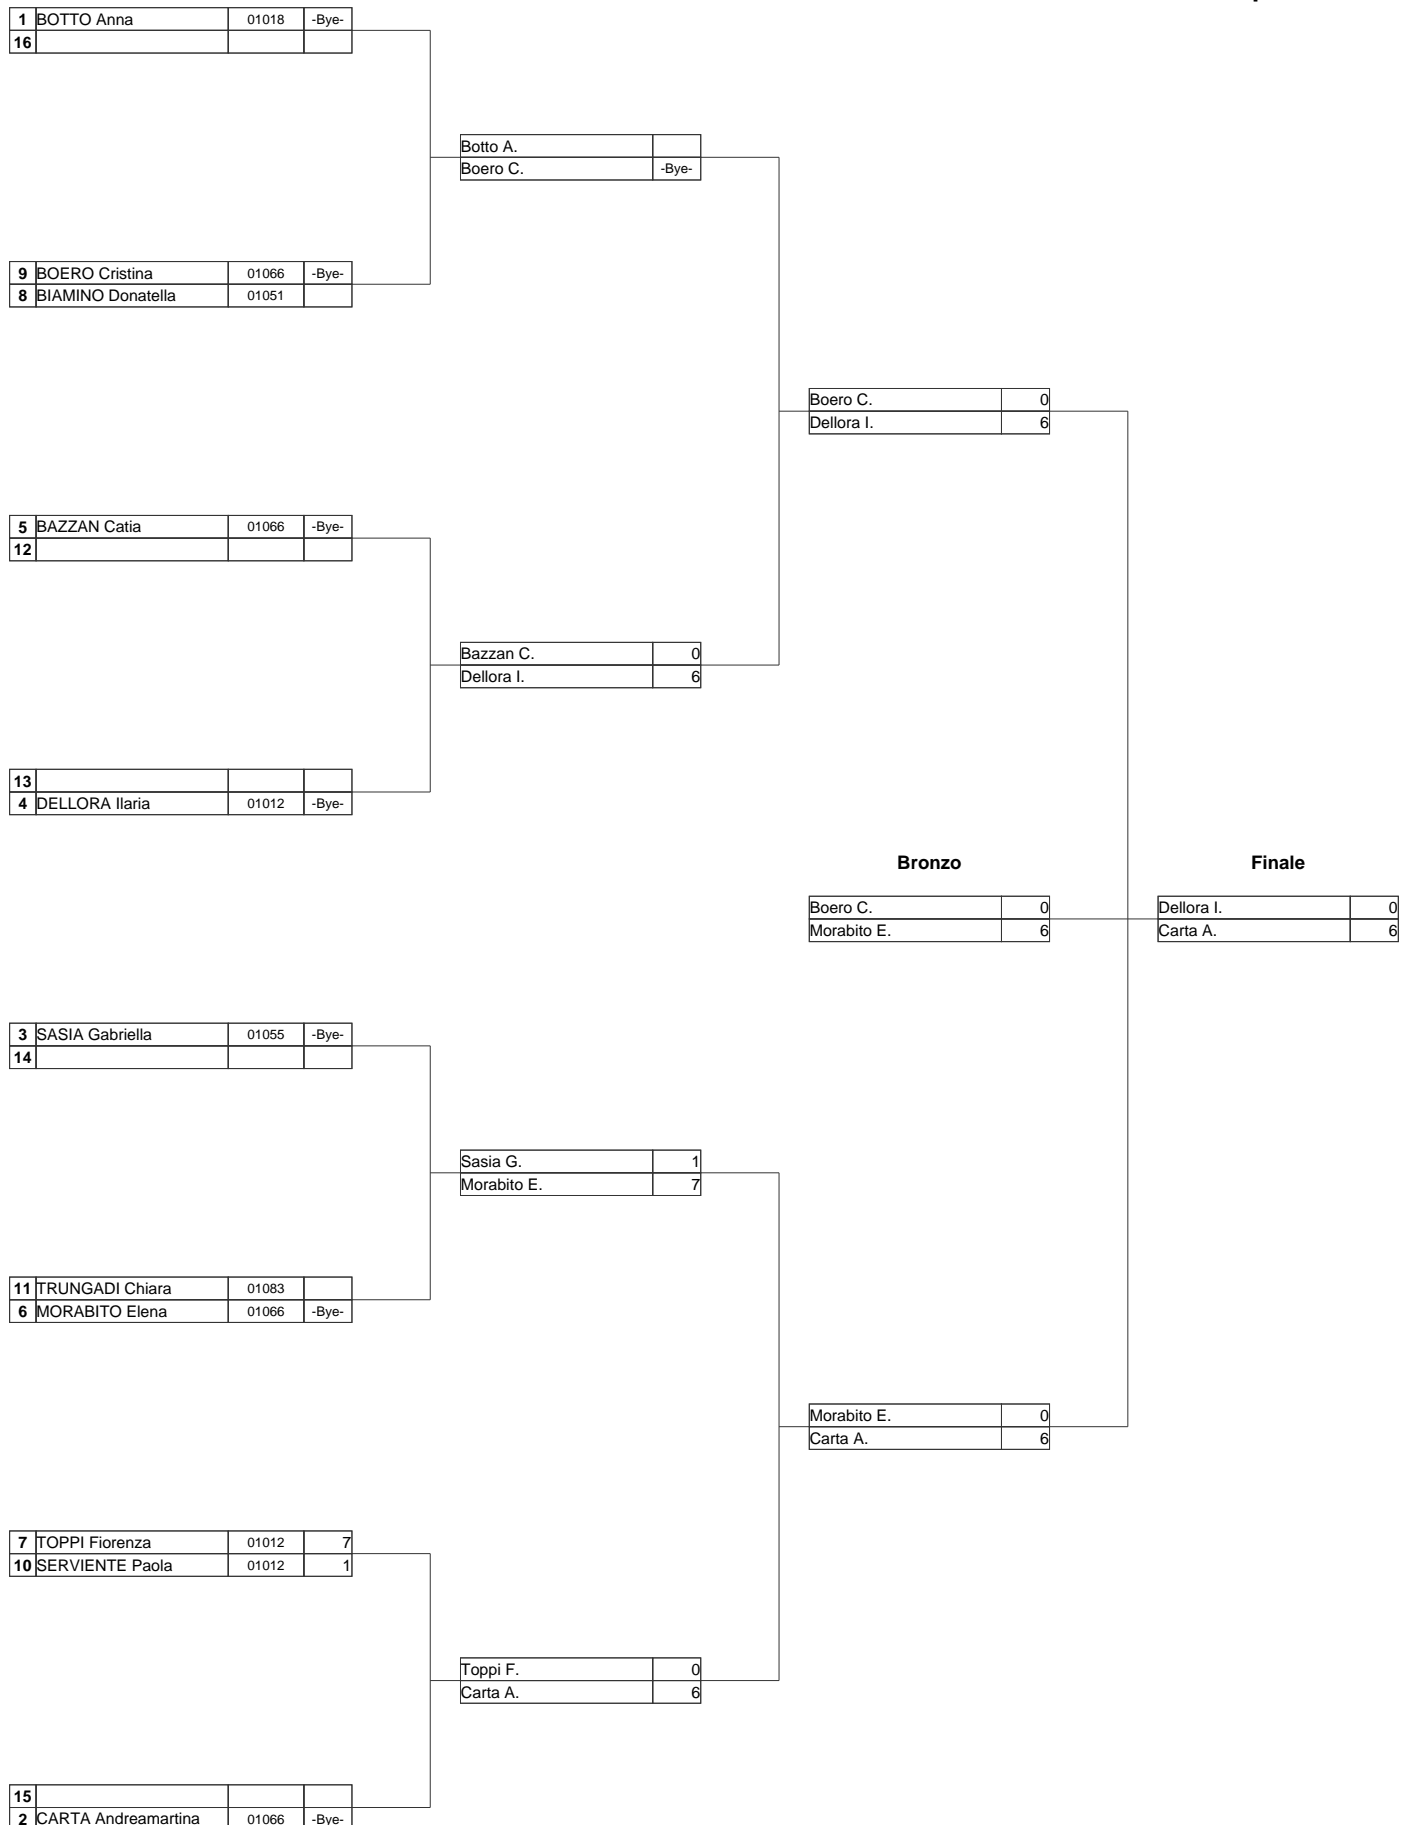 1 BOTTO Anna 01018 -Bye-
16
Botto A.
Boero C. -Bye-
9 BOERO Cristina 01066 -Bye-
8 BIAMINO Donatella 01051
Boero C. 0
Dellora I. 6
5 BAZZAN Catia 01066 -Bye-
12
Bazzan C. 0
Dellora I. 6
13
4 DELLORA Ilaria 01012 -Bye-
Bronzo Finale
Boero C. 0 Dellora I. 0
Morabito E. 6 Carta A. 6
3 SASIA Gabriella 01055 -Bye-
14
Sasia G. 1
Morabito E. 7
11 TRUNGADI Chiara 01083
6 MORABITO Elena 01066 -Bye-
Morabito E. 0
Carta A. 6
7 TOPPI Fiorenza 01012 7
10 SERVIENTE Paola 01012 1
Toppi F. 0
Carta A. 6
15
2 CARTA Andreamartina 01066 -Bye-